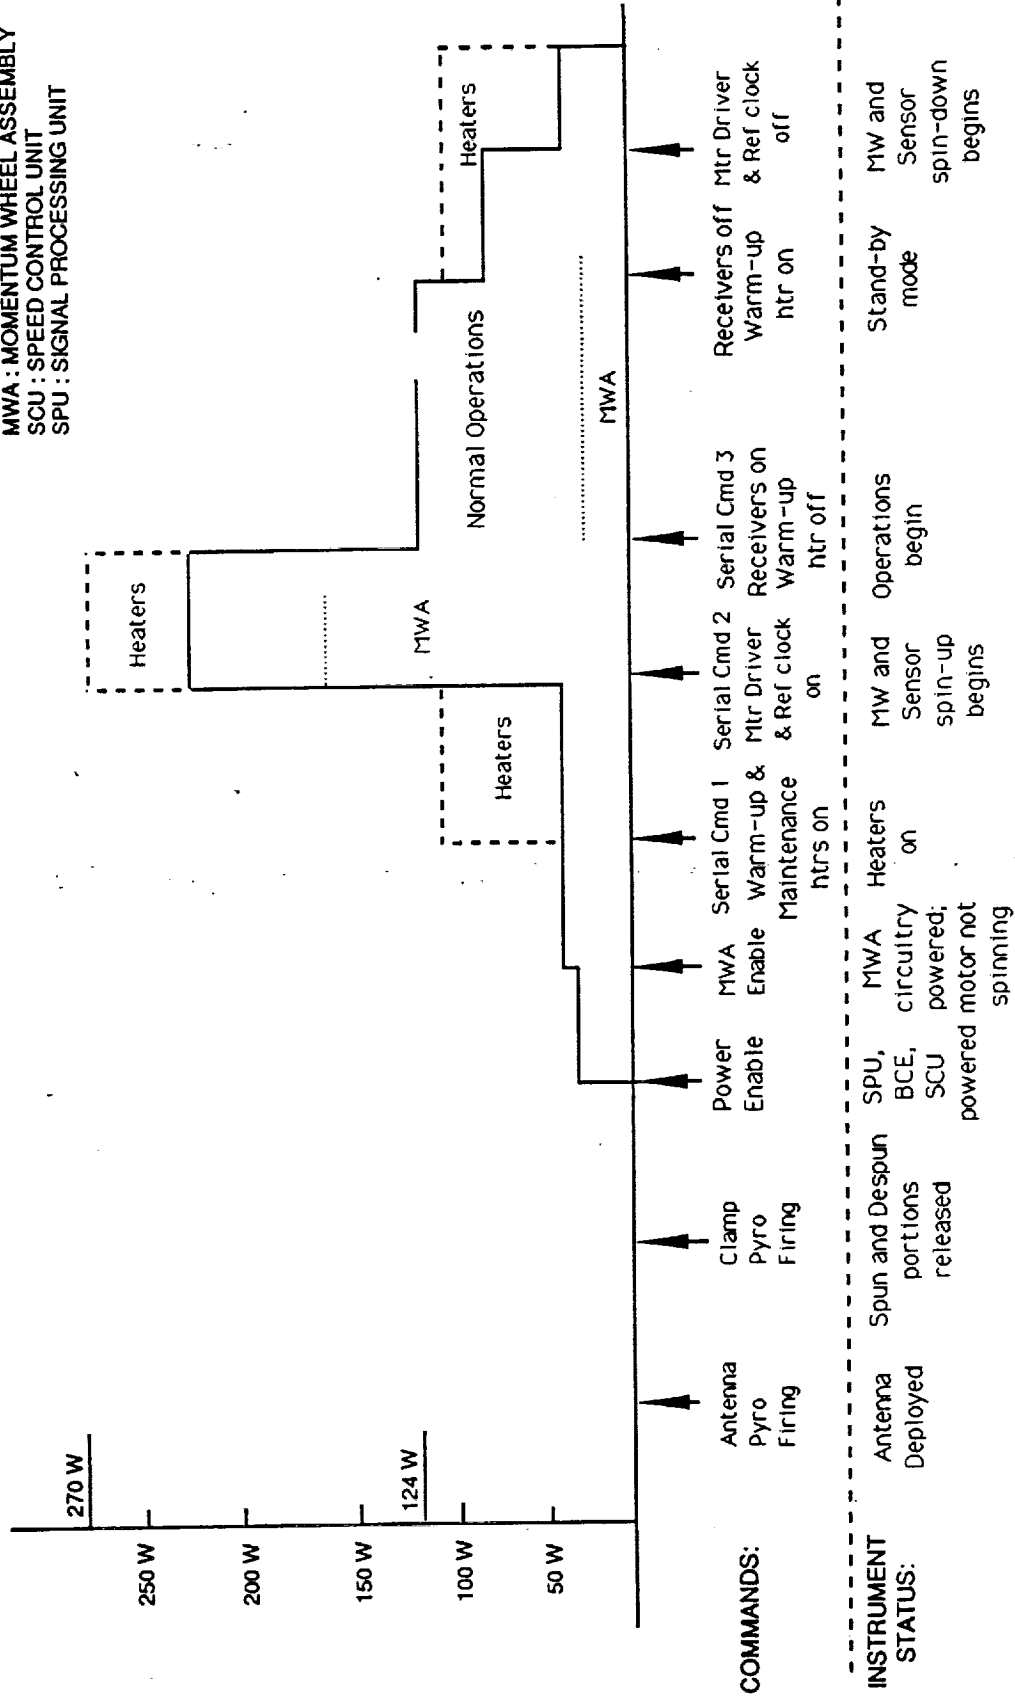 MWA : MOMENTUM WHEEL ASSEMBLY
SCU : SPEED CONTROL UNIT
SPU : SIGNAL PROCESSING UNIT
270 W
250 W
200 W
150 W
124 W
100 W
50 W
Heaters
MWA
Heaters
Normal Operations
MWA
Heaters
COMMANDS:
Antenna
Pyro
Firing
Clamp
Pyro
Firing
Power
Enable
MWA
Enable
Serial Cmd 1
Warm-up &
Maintenance
htrs on
Serial Cmd 2
Mtr Driver
& Ref clock
on
Serial Cmd 3
Receivers on
Warm-up
htr off
Receivers off
Warm-up
htr on
Mtr Driver
& Ref clock
off
INSTRUMENT
STATUS:
Antenna
Deployed
Spun and Despun
portions
released
SPU,
BCE,
SCU
powered
MWA
circuitry
powered;
motor not
spinning
Heaters
on
MW and
Sensor
spin-up
begins
Operations
begin
Stand-by
mode
MW and
Sensor
spin-down
begins